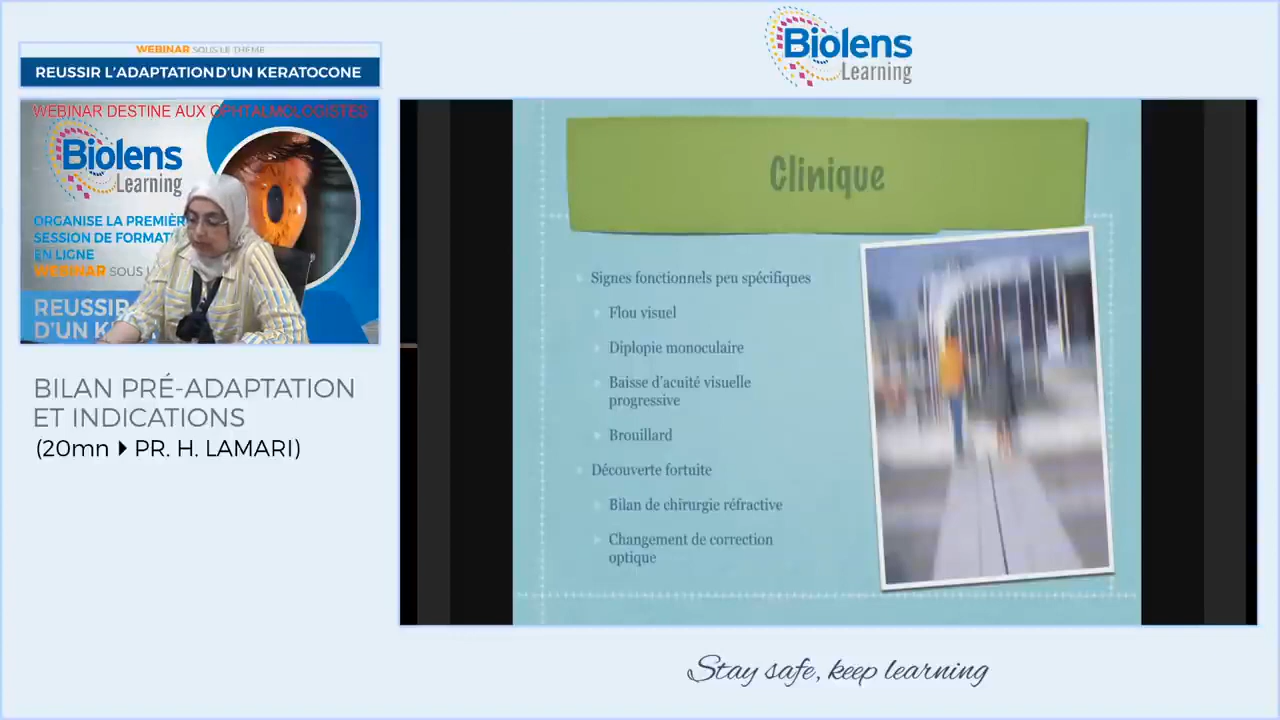 Biolens
Learning
WEBINAR SOUS LE THÈME
REUSSIR L'ADAPTATION D'UN KERATOCONE
WEBINAR DESTINE AUX OPHTALMOLOGISTES
Biolens
Learning
ORGANISE LA PREMIÈR
SESSION DE FORMAT
EN LIGNE
WEBINAR SOUS L
REUSSIR
D'UN K
BILAN PRÉ-ADAPTATION
ET INDICATIONS
(20mn PR. H. LAMARI)
Clinique
Signes fonctionnels peu spécifiques
Flou visuel
Diplopie monoculaire
Baisse d'acuité visuelle
progressive
Brouillard
Découverte fortuite
Bilan de chirurgie réfractive
Changement de correction
optique
Stay safe, keep learning